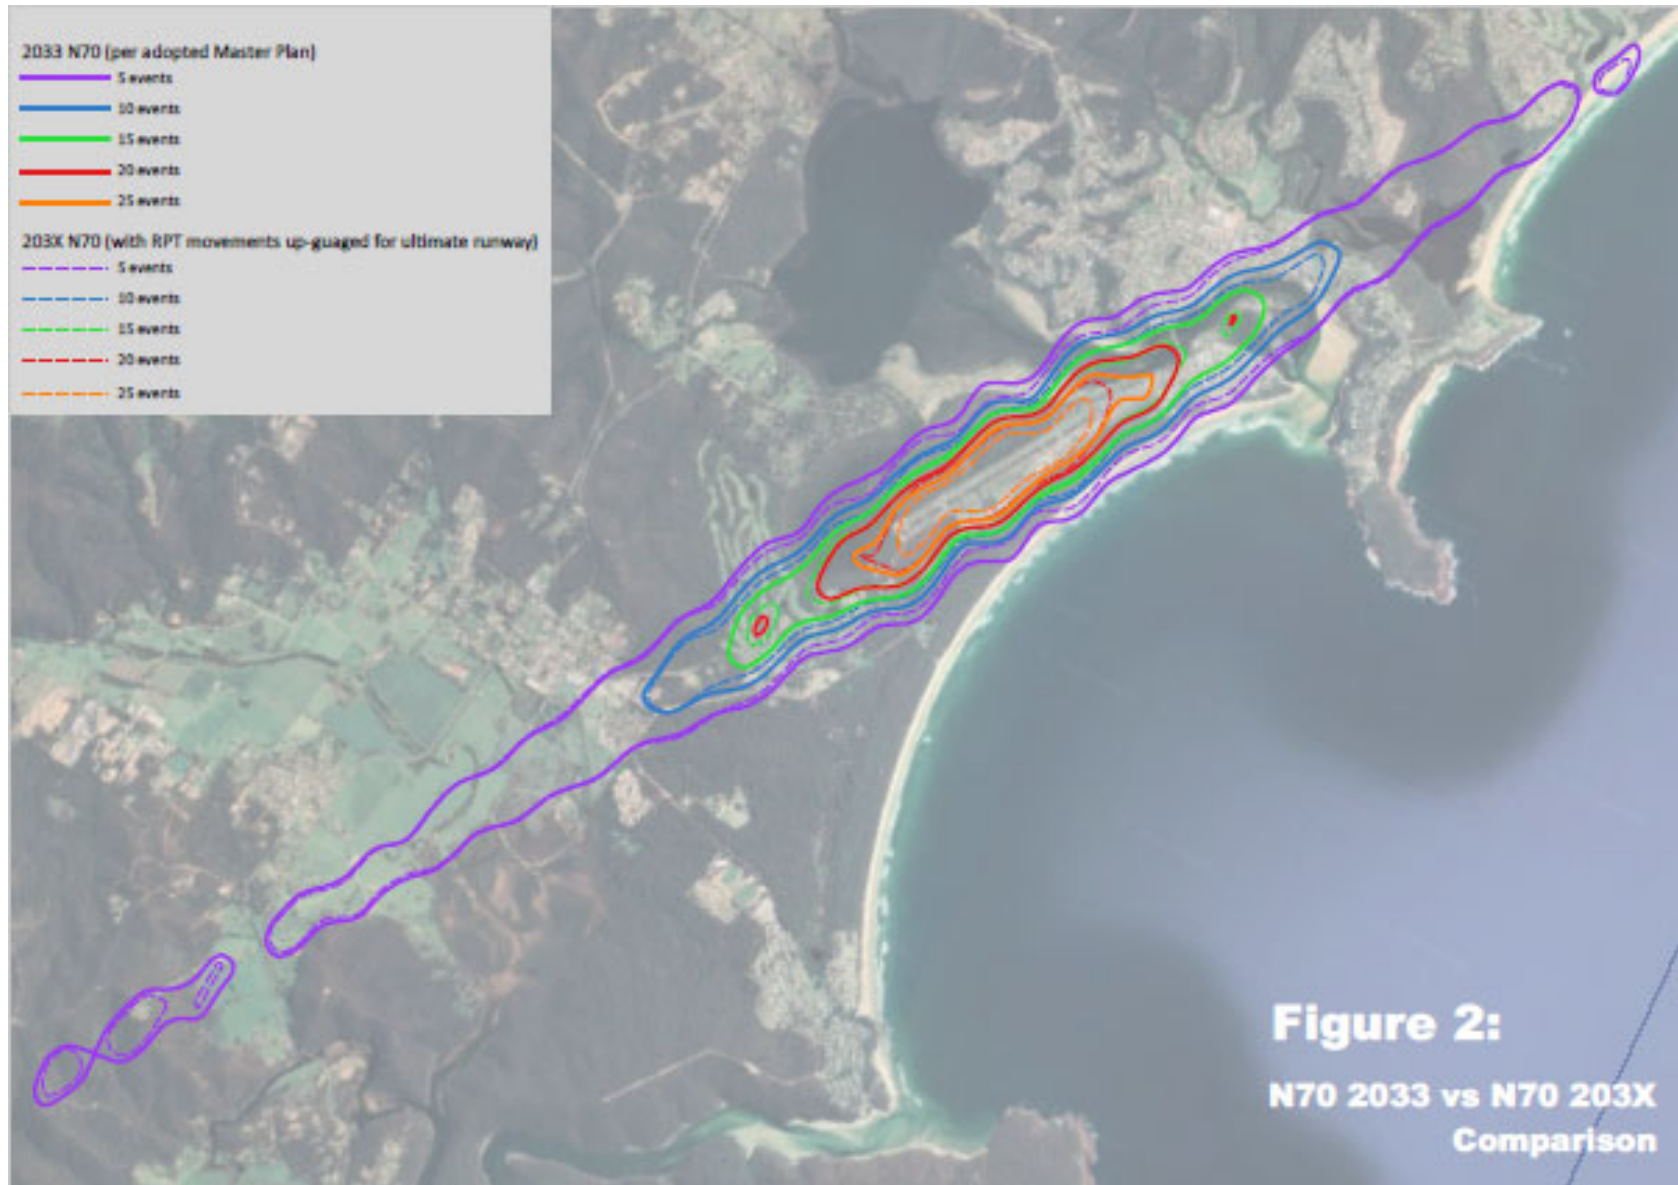 2033 N70 (per adopted Master Plan)
5 events
10 events
15 events
20 events
25 events
203X N70 (with RPT movements up-guaged for ultimate runway)
5 events
10 events
15 events
20 events
25 events
Figure 2:
N70 2033 vs N70 203X
Comparison